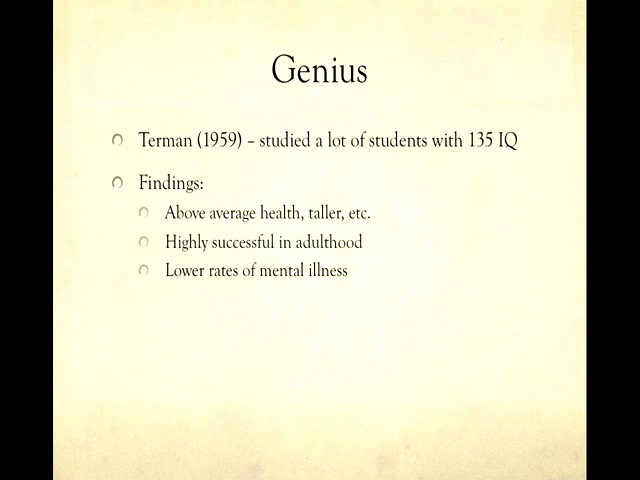 Genius
Terman (1959) – studied a lot of students with 135 IQ
Findings:
Above average health, taller, etc.
Highly successful in adulthood
Lower rates of mental illness